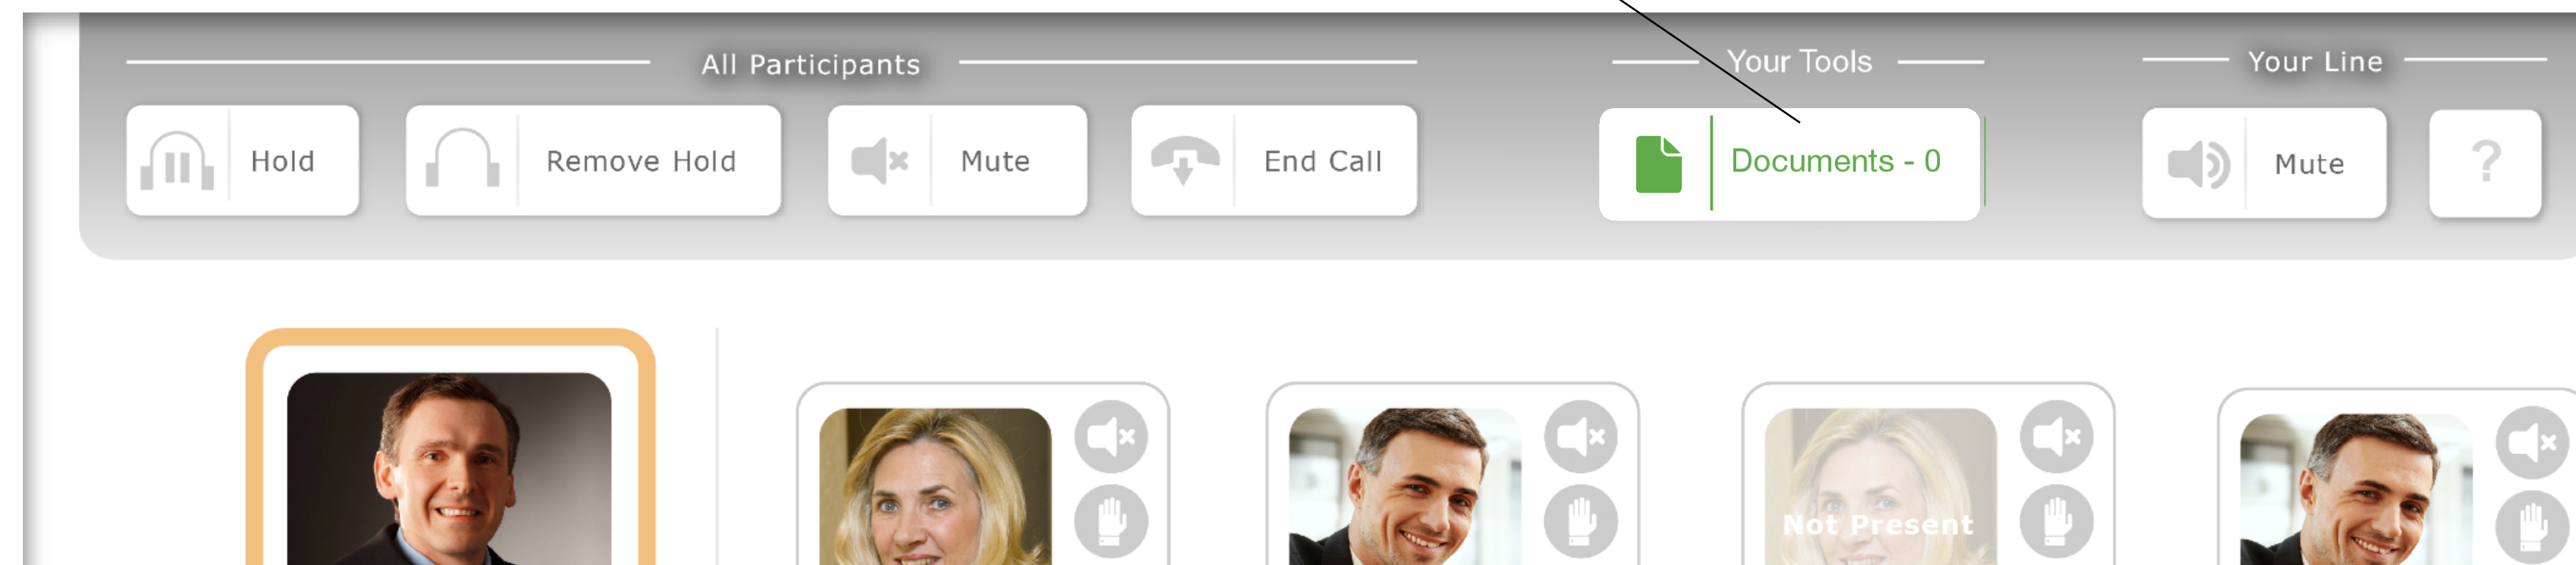 All Participants
Your Tools
Your Line
Hold
Remove Hold
Mute
End Call
Documents - 0
Mute
?
Not Present